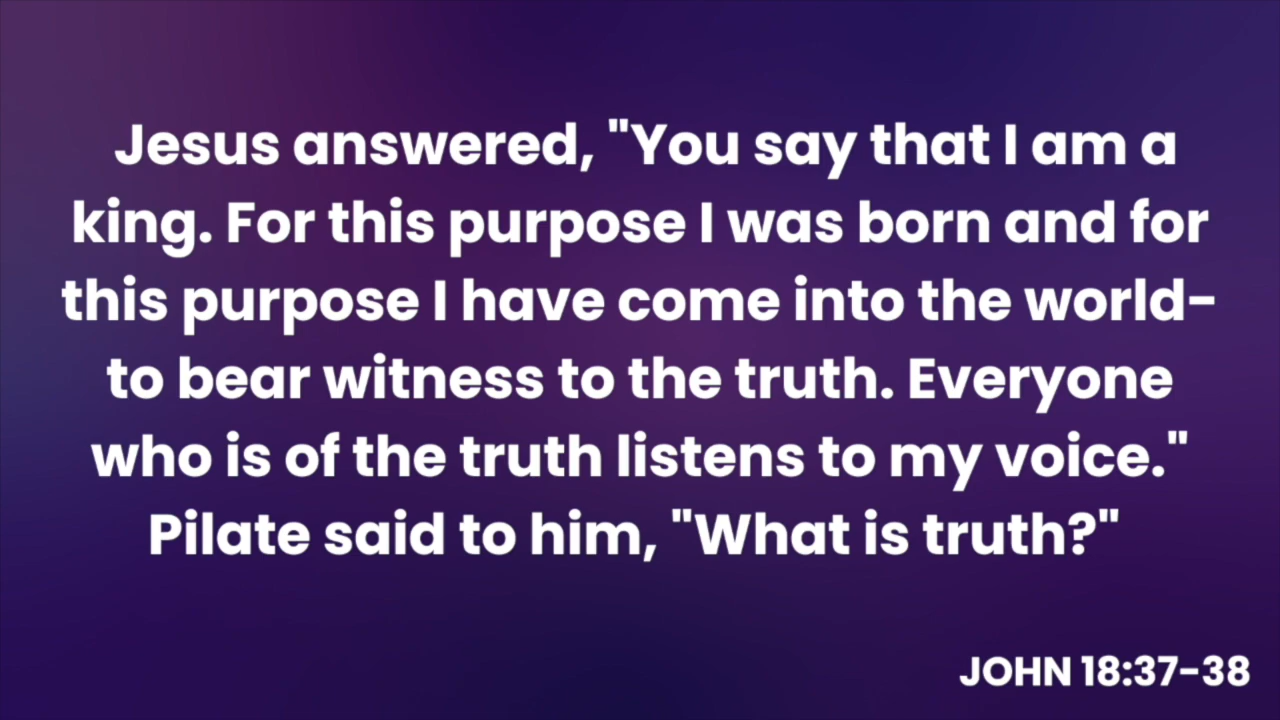 Jesus answered, "You say that I am a
king. For this purpose I was born and for
this purpose I have come into the world-
to bear witness to the truth. Everyone
who is of the truth listens to my voice."
Pilate said to him, "What is truth?"
JOHN 18:37-38